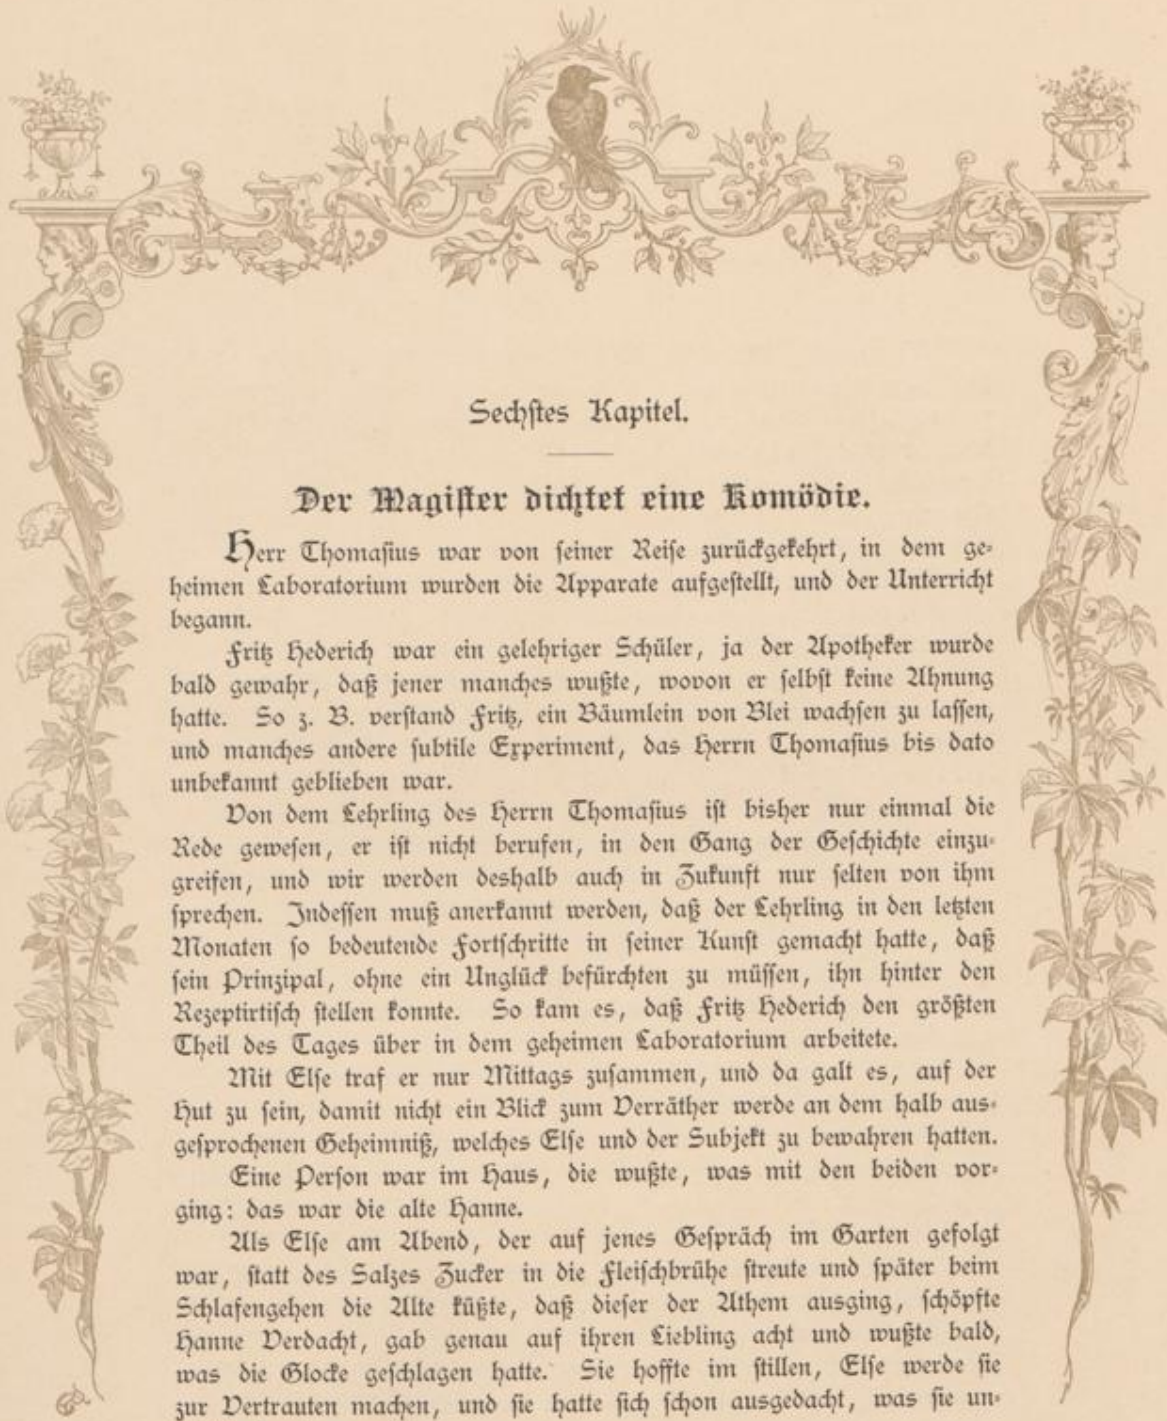 Sechstes Kapitel.
Der Magister dichtet eine Komödie.
Herr Thomasius war von seiner Reise zurückgekehrt, in dem ge-
heimen Laboratorium wurden die Apparate aufgestellt, und der Unterricht
begann.
Fritz Hederich war ein gelehriger Schüler, ja der Apotheker wurde
bald gewahr, daß jener manches wußte, wovon er selbst keine Ahnung
hatte. So z. B. verstand Fritz, ein Bäumlein von Blei wachsen zu lassen,
und manches andere subtile Experiment, das Herrn Thomasius bis dato
unbekannt geblieben war.
Von dem Lehrling des Herrn Thomasius ist bisher nur einmal die
Rede gewesen, er ist nicht berufen, in den Gang der Geschichte einzu-
greifen, und wir werden deshalb auch in Zukunft nur selten von ihm
sprechen. Indessen muß anerkannt werden, daß der Lehrling in den letzten
Monaten so bedeutende Fortschritte in seiner Kunst gemacht hatte, daß
sein Prinzipal, ohne ein Unglück befürchten zu müssen, ihn hinter den
Rezeptirtisch stellen konnte. So kam es, daß Fritz Hederich den größten
Theil des Tages über in dem geheimen Laboratorium arbeitete.
Mit Else traf er nur Mittags zusammen, und da galt es, auf der
Hut zu sein, damit nicht ein Blick zum Verräther werde an dem halb aus-
gesprochenen Geheimniß, welches Else und der Subjekt zu bewahren hatten.
Eine Person war im Haus, die wußte, was mit den beiden vor-
ging: das war die alte Hanne.
Als Else am Abend, der auf jenes Gespräch im Garten gefolgt
war, statt des Salzes Zucker in die Fleischbrühe streute und später beim
Schlafengehen die Alte küßte, daß dieser der Athem ausging, schöpfte
Hanne Verdacht, gab genau auf ihren Liebling acht und wußte bald,
was die Glocke geschlagen hatte. Sie hoffte im stillen, Else werde sie
zur Vertrauten machen, und sie hatte sich schon ausgedacht, was sie un-